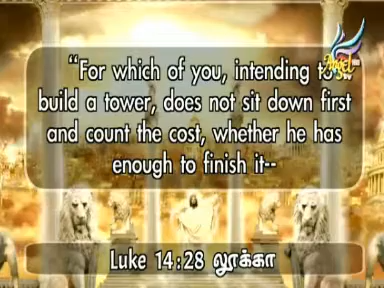 “For which of you, intending to
build a tower, does not sit down first
and count the cost, whether he has
enough to finish it--
Luke 14:28 லூக்கா